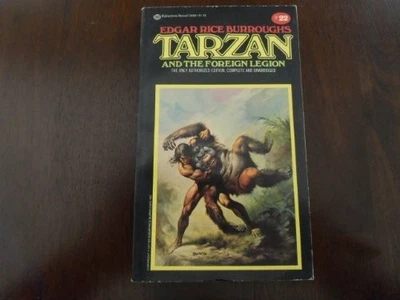 #22
EDGAR RICE BURROUGHS
TARZAN
AND THE FOREIGN LEGION
THE ONLY AUTHORIZED EDITION, COMPLETE AND UNABRIDGED